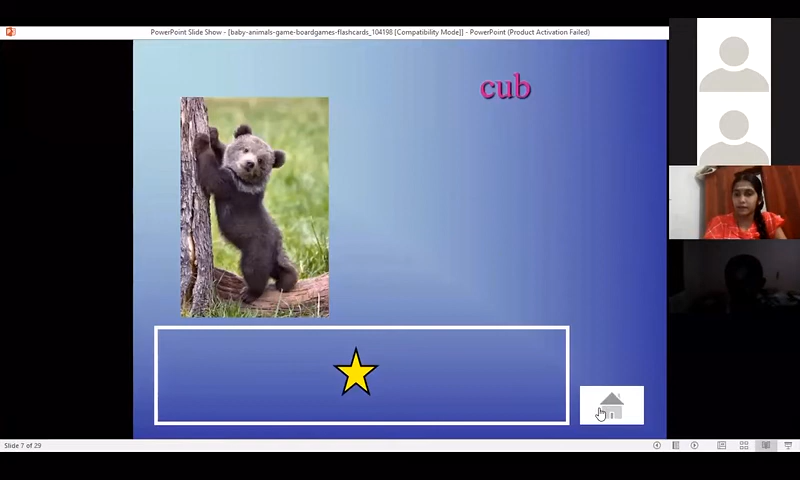 PowerPoint Slide Show - [baby-animals-game-boardgames-flashcards_104198 [Compatibility Mode]] - PowerPoint (Product Activation Failed)
cub
Slide 7 of 29